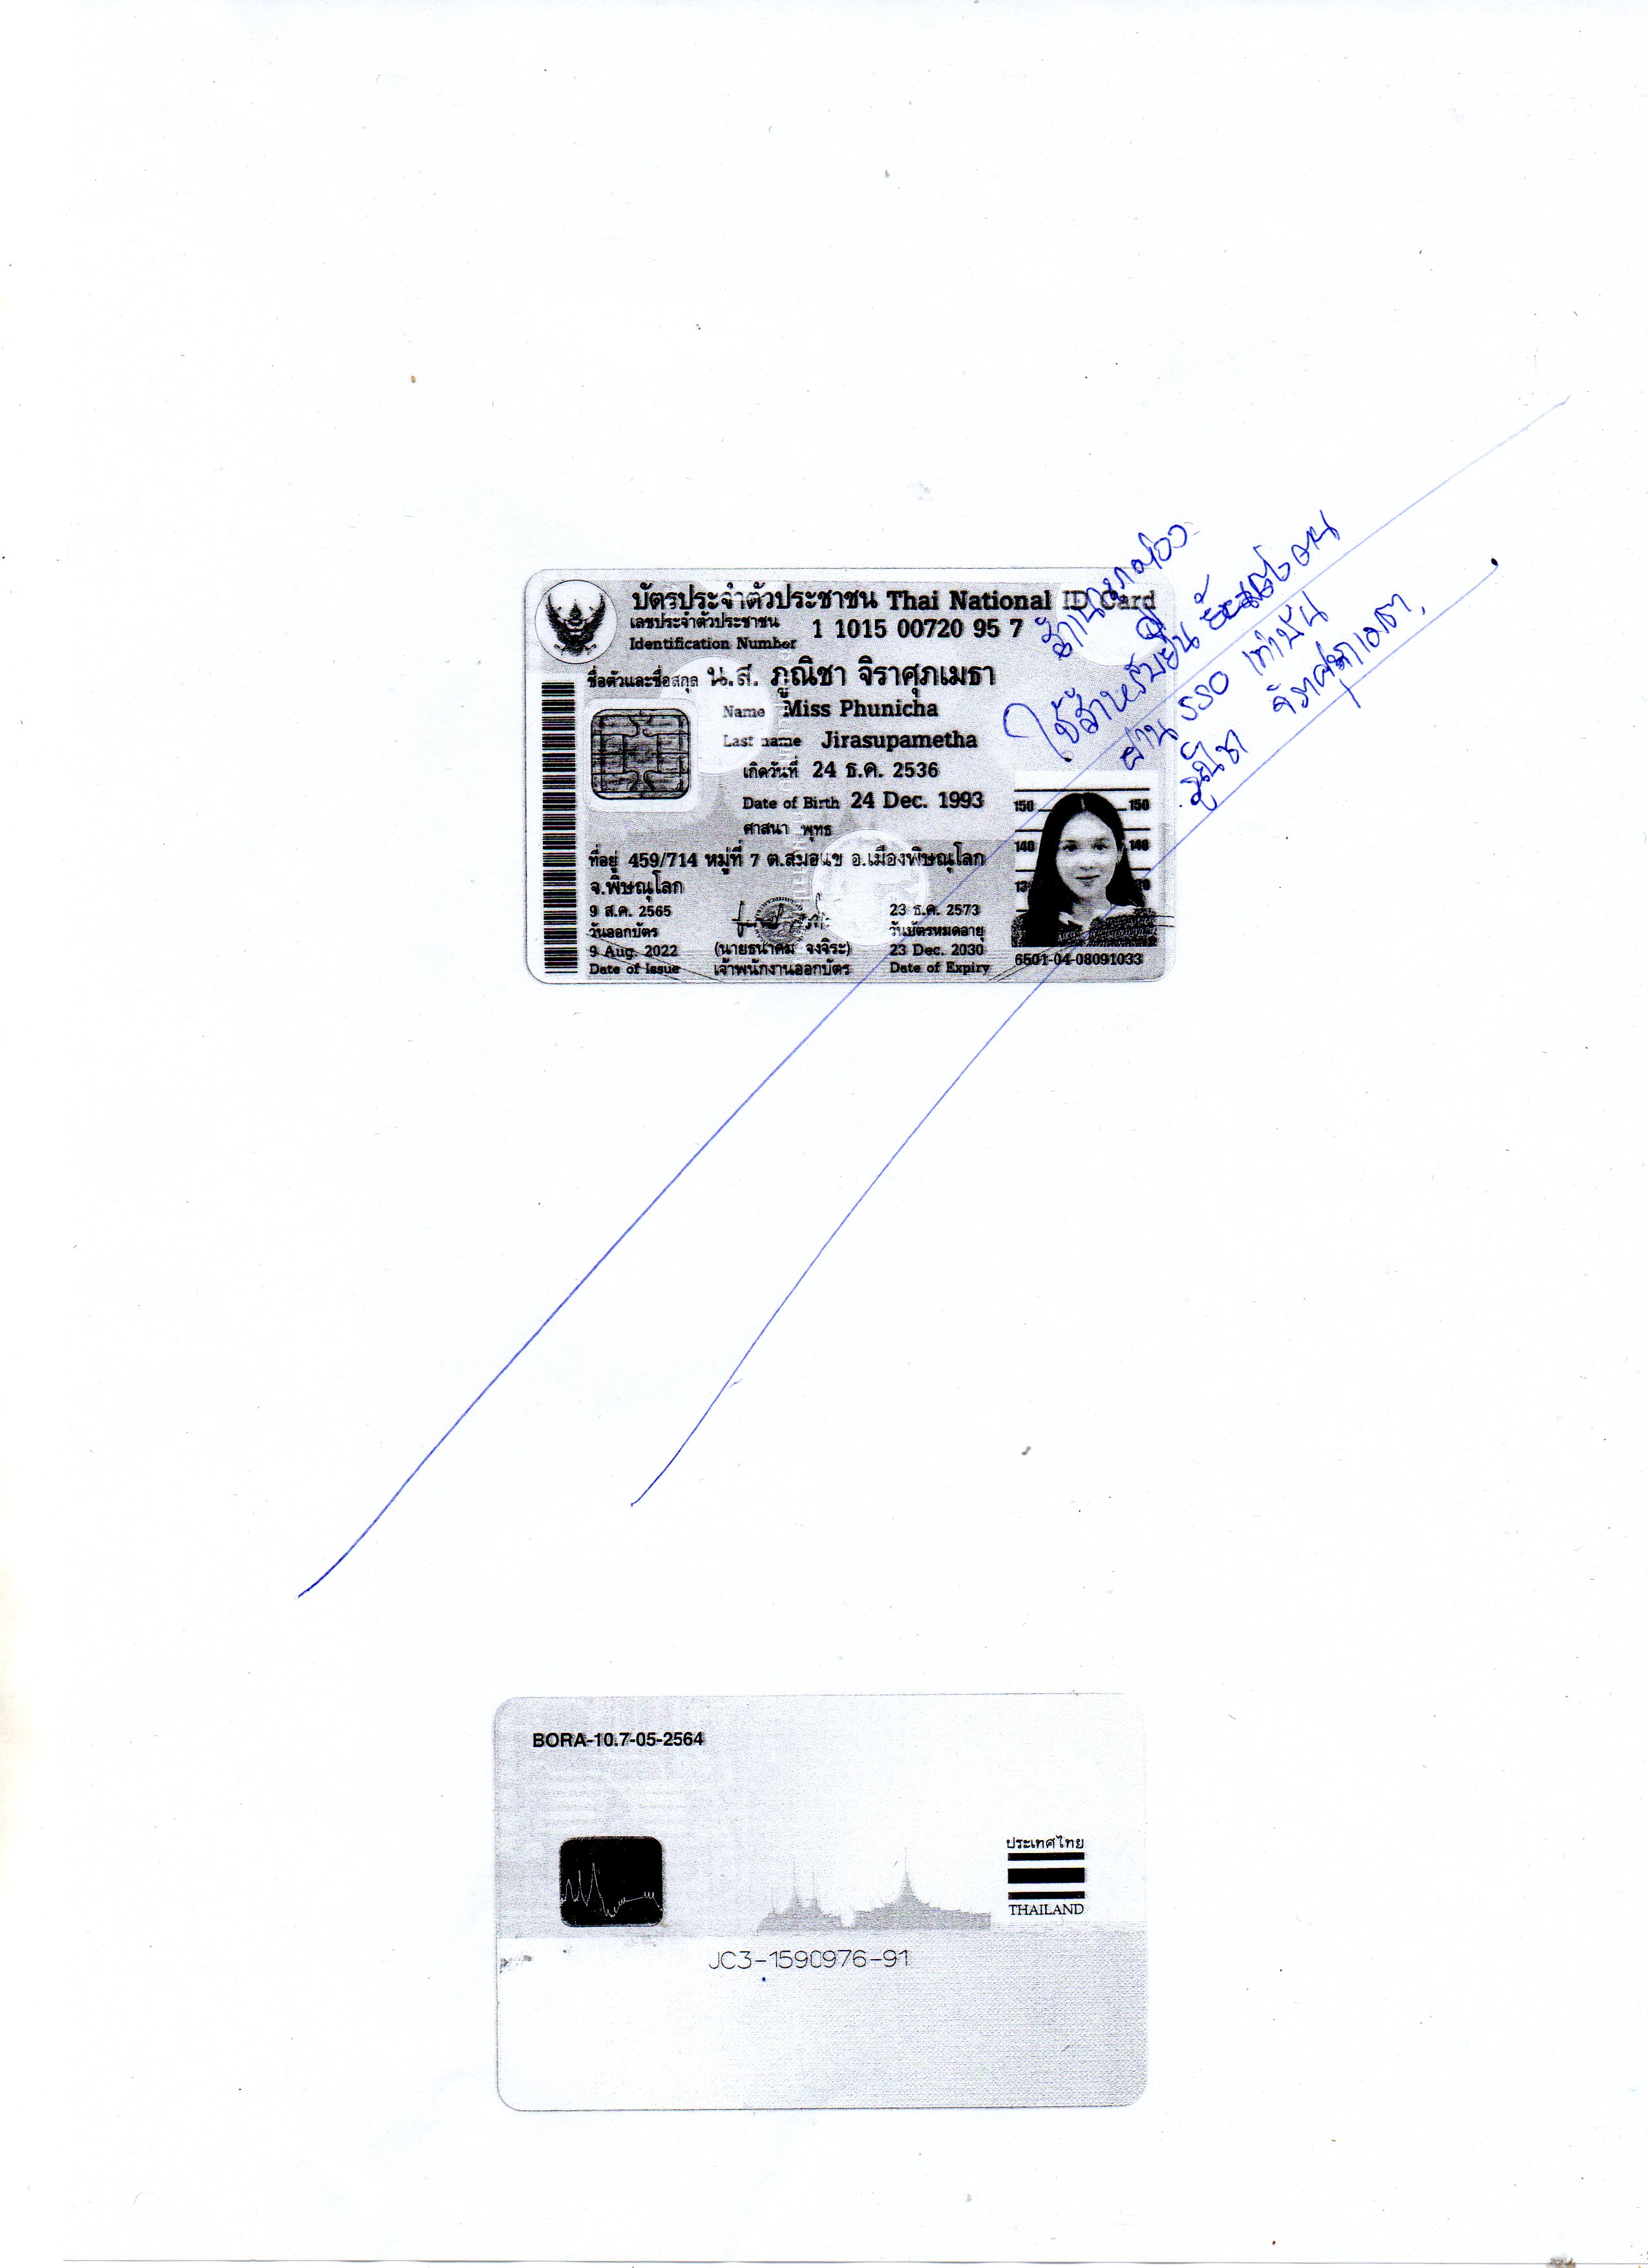 บัตรประจำตัวประชาชน Thai National ID Card
เลขประจำตัวประชาชน
Identification Number 1 1015 00720 95 7
ชื่อตัวและชื่อสกุล น.ส. ภูณิชา จิราศุภเมธา
Name Miss Phunicha
Last name Jirasupametha
เกิดวันที่ 24 ธ.ค. 2536
Date of Birth 24 Dec. 1993
ศาสนา พุทธ
ที่อยู่ 459/714 หมู่ที่ 7 ต.สมอแข อ.เมืองพิษณุโลก
จ.พิษณุโลก
9 ส.ค. 2565
วันออกบัตร
9 Aug. 2022
Date of Issue
(นายธนาคม จงจิระ)
เจ้าพนักงานออกบัตร
23 ธ.ค. 2573
วันบัตรหมดอายุ
23 Dec. 2030
Date of Expiry
150 150
140 140
6501-04-08091033
สำเนาถูกต้อง
ใช้สำหรับยื่น
ผ่าน เท่านั้น
ภูณิชา จิราศุภเมธา
BORA-10.7-05-2564
ประเทศไทย
THAILAND
JC3-1590976-91